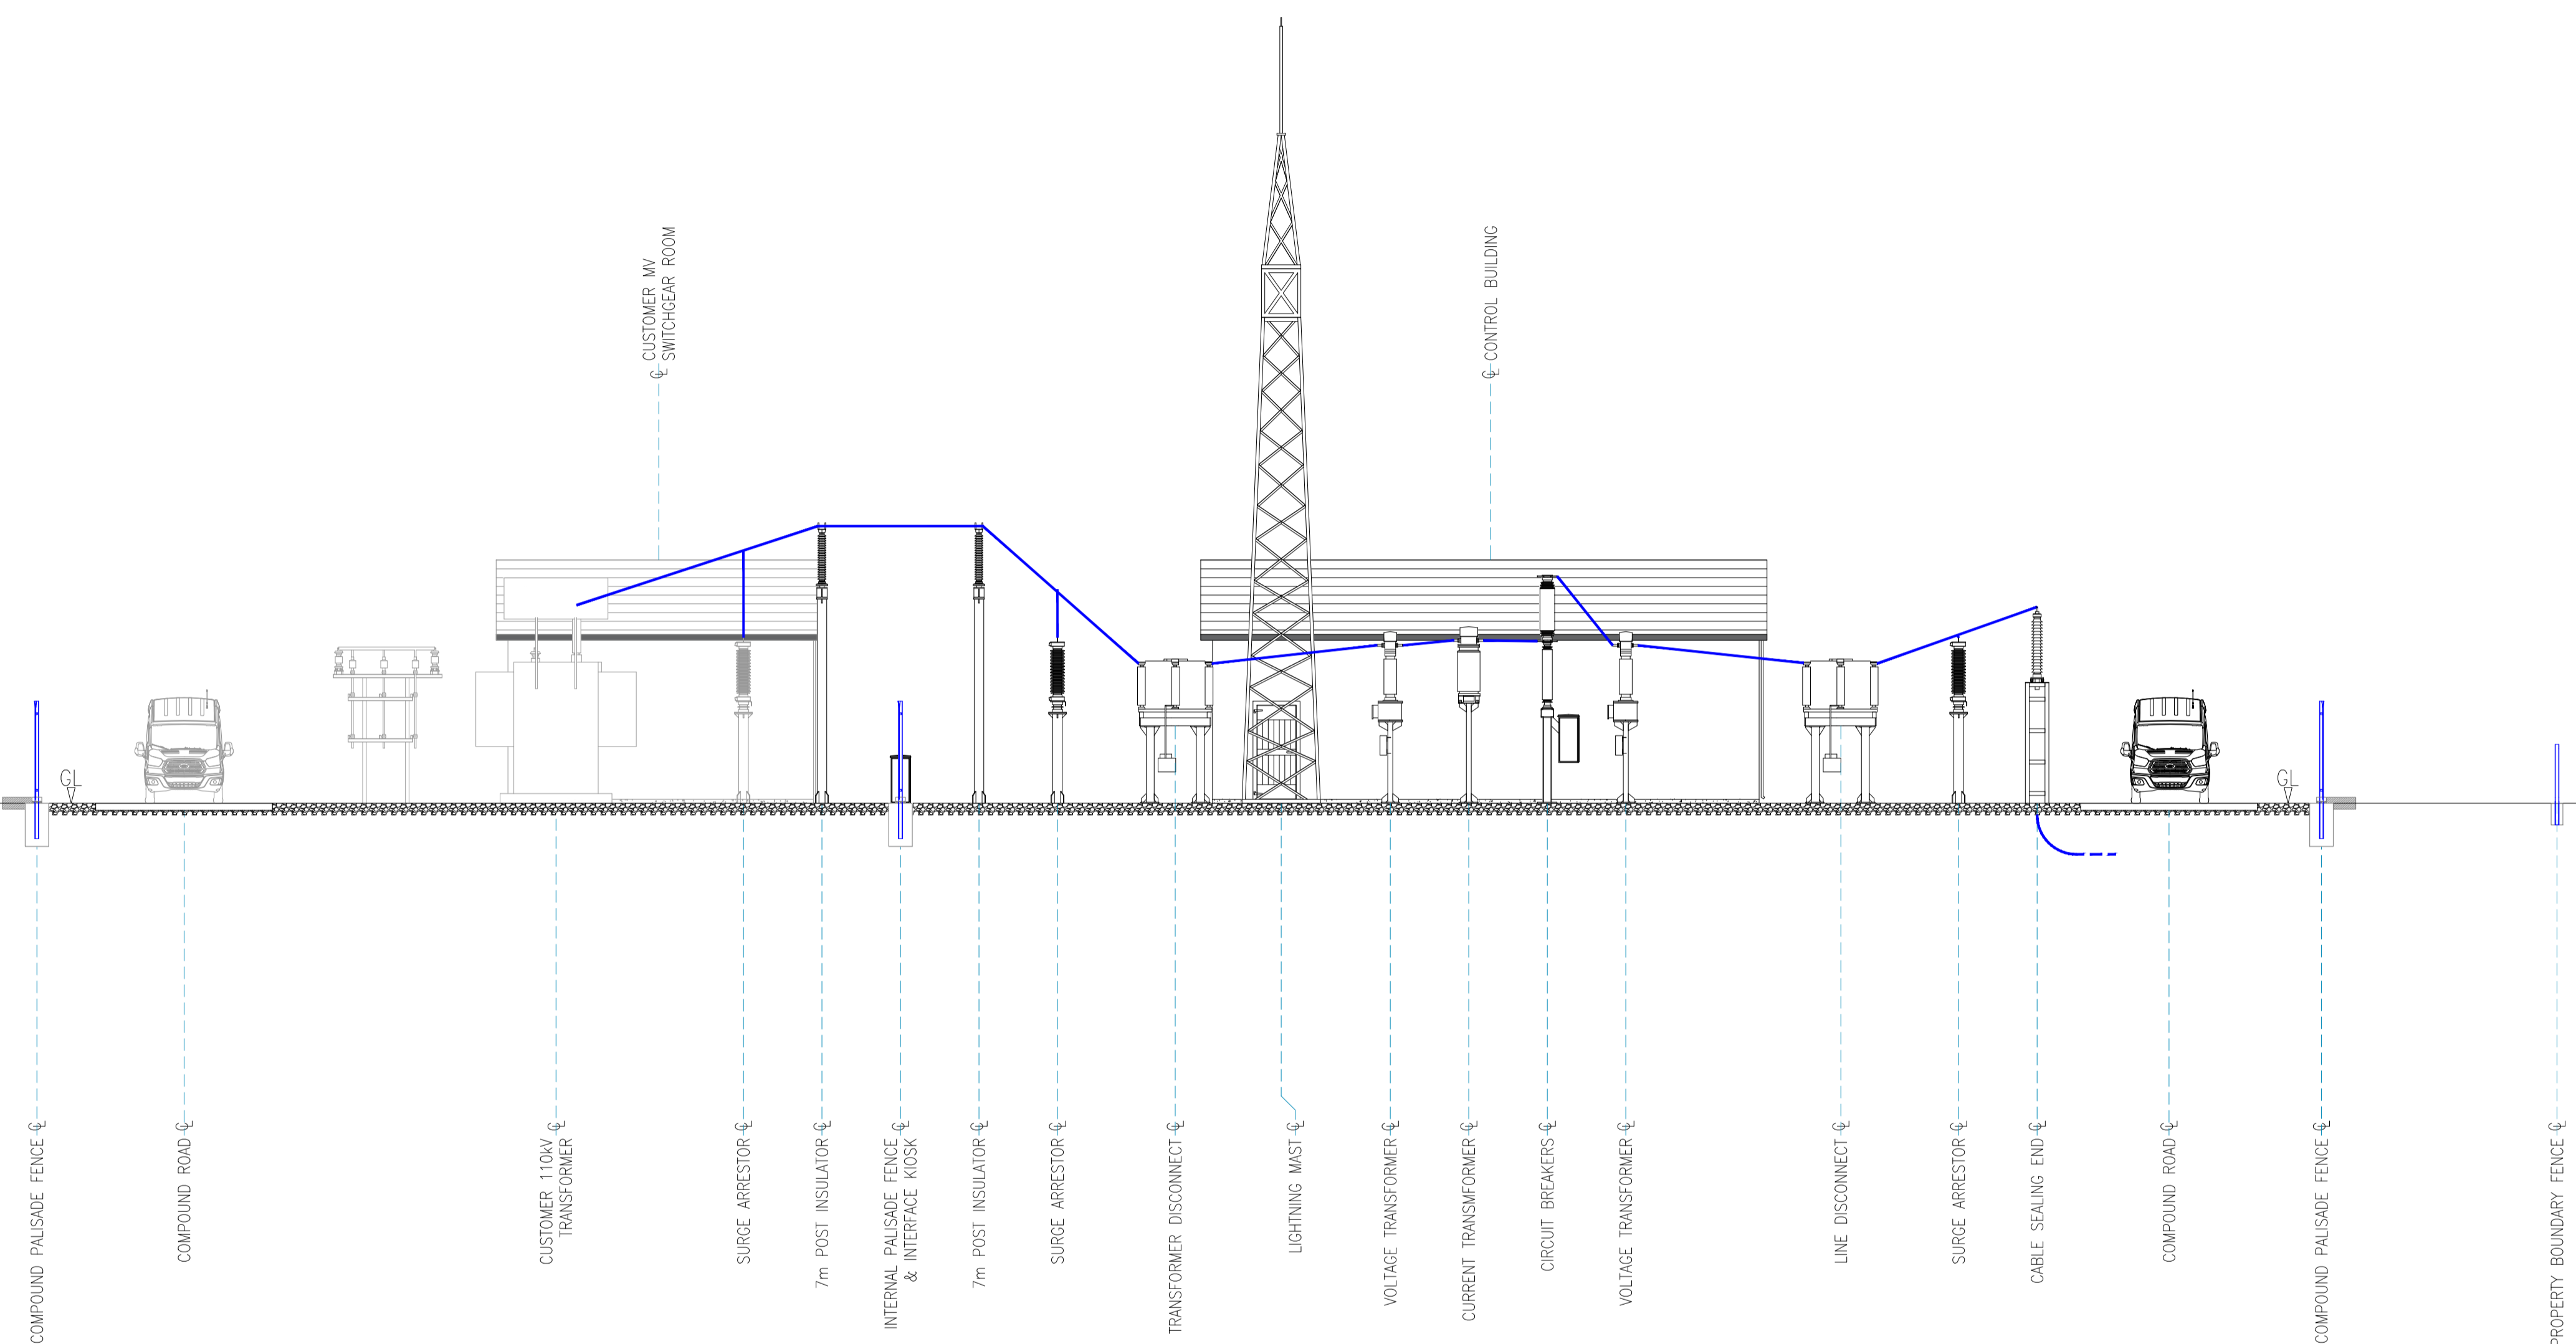 CUSTOMER MV
SWITCHGEAR ROOM
℄
CONTROL BUILDING
℄
GL
GL
COMPOUND PALISADE FENCE ℄
COMPOUND ROAD ℄
CUSTOMER 110kV ℄
TRANSFORMER
SURGE ARRESTOR ℄
7m POST INSULATOR ℄
INTERNAL PALISADE FENCE ℄
& INTERFACE KIOSK
7m POST INSULATOR ℄
SURGE ARRESTOR ℄
TRANSFORMER DISCONNECT ℄
LIGHTNING MAST ℄
VOLTAGE TRANSFORMER ℄
CURRENT TRANSMFORMER ℄
CIRCUIT BREAKERS ℄
VOLTAGE TRANSFORMER ℄
LINE DISCONNECT ℄
SURGE ARRESTOR ℄
CABLE SEALING END ℄
COMPOUND ROAD ℄
COMPOUND PALISADE FENCE ℄
PROPERTY BOUNDARY FENCE ℄